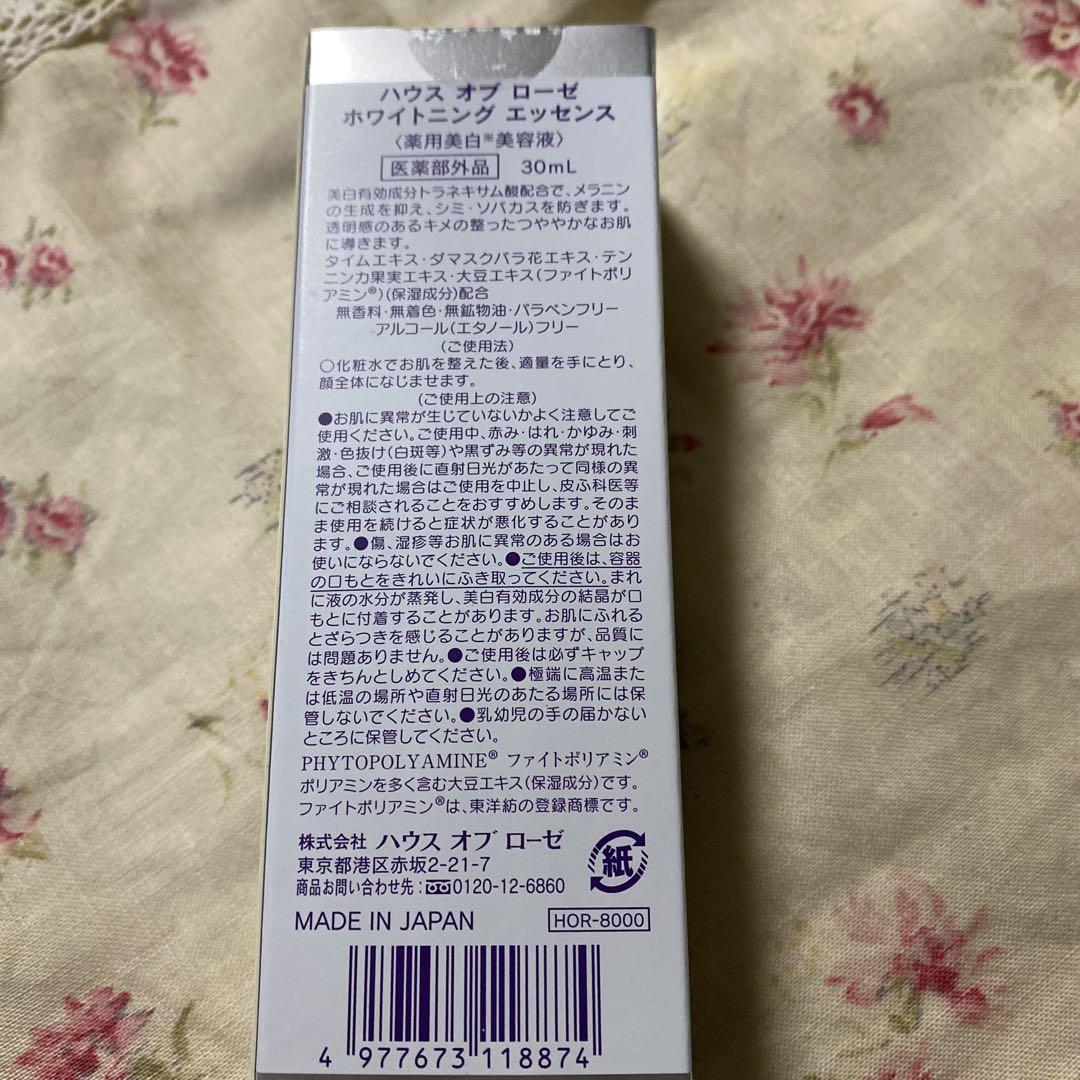 ハウス オブ ローゼ
ホワイトニング エッセンス
〈薬用美白※美容液〉
医薬部外品 30mL
美白有効成分トラネキサム酸配合で、メラニン
の生成を抑え、シミ・ソバカスを防ぎます。
透明感のあるキメの整ったつややかなお肌
に導きます。
タイムエキス・ダマスクバラ花エキス・テン
ニンカ果実エキス・大豆エキス(ファイトポリ
アミン®)(保湿成分)配合
無香料・無着色・無鉱物油・パラベンフリー
アルコール(エタノール)フリー
(ご使用法)
○化粧水でお肌を整えた後、適量を手にとり、
顔全体になじませます。
(ご使用上の注意)
●お肌に異常が生じていないかよく注意してご
使用ください。ご使用中、赤み・はれ・かゆみ・刺
激・色抜け(白斑等)や黒ずみ等の異常が現れた
場合、ご使用後に直射日光があたって同様の異
常が現れた場合はご使用を中止し、皮ふ科医等
にご相談されることをおすすめします。そのま
ま使用を続けると症状が悪化することがあり
ます。●傷、湿疹等お肌に異常のある場合はお
使いにならないでください。●ご使用後は、容器
の口もとをきれいにふき取ってください。まれ
に液の水分が蒸発し、美白有効成分の結晶が口
もとに付着することがあります。お肌にふれる
とざらつきを感じることがありますが、品質に
は問題ありません。●ご使用後は必ずキャップ
をきちんとしめてください。●極端に高温また
は低温の場所や直射日光のあたる場所には保
管しないでください。●乳幼児の手の届かない
ところに保管してください。
PHYTOPOLYAMINE® ファイトポリアミン®
ポリアミンを多く含む大豆エキス(保湿成分)です。
ファイトポリアミン®は、東洋紡の登録商標です。
株式会社 ハウス オブ ローゼ
東京都港区赤坂2-21-7
商品お問い合わせ先:0120-12-6860
紙
MADE IN JAPAN HOR-8000
4 977673 118874